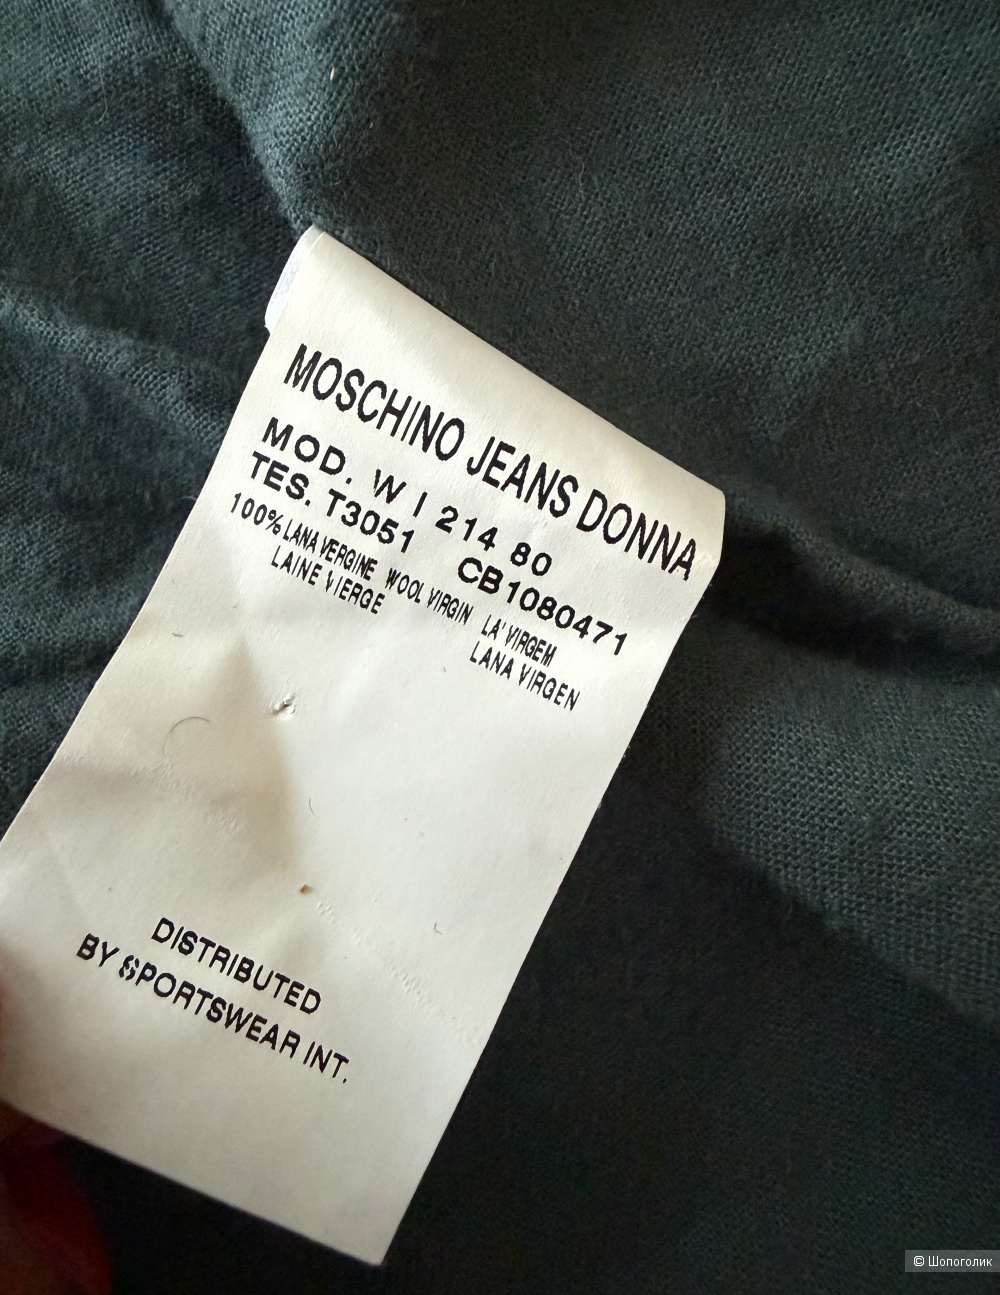 MOSCHINO JEANS DONNA
MOD. W I 214 80
TES. T3051 CB1080471
100% LANA VERGINE WOOL VIRGIN LA' VIRGEM
LAINE VIERGE LANA VIRGEN
DISTRIBUTED
BY SPORTSWEAR INT.
© Шопоголик